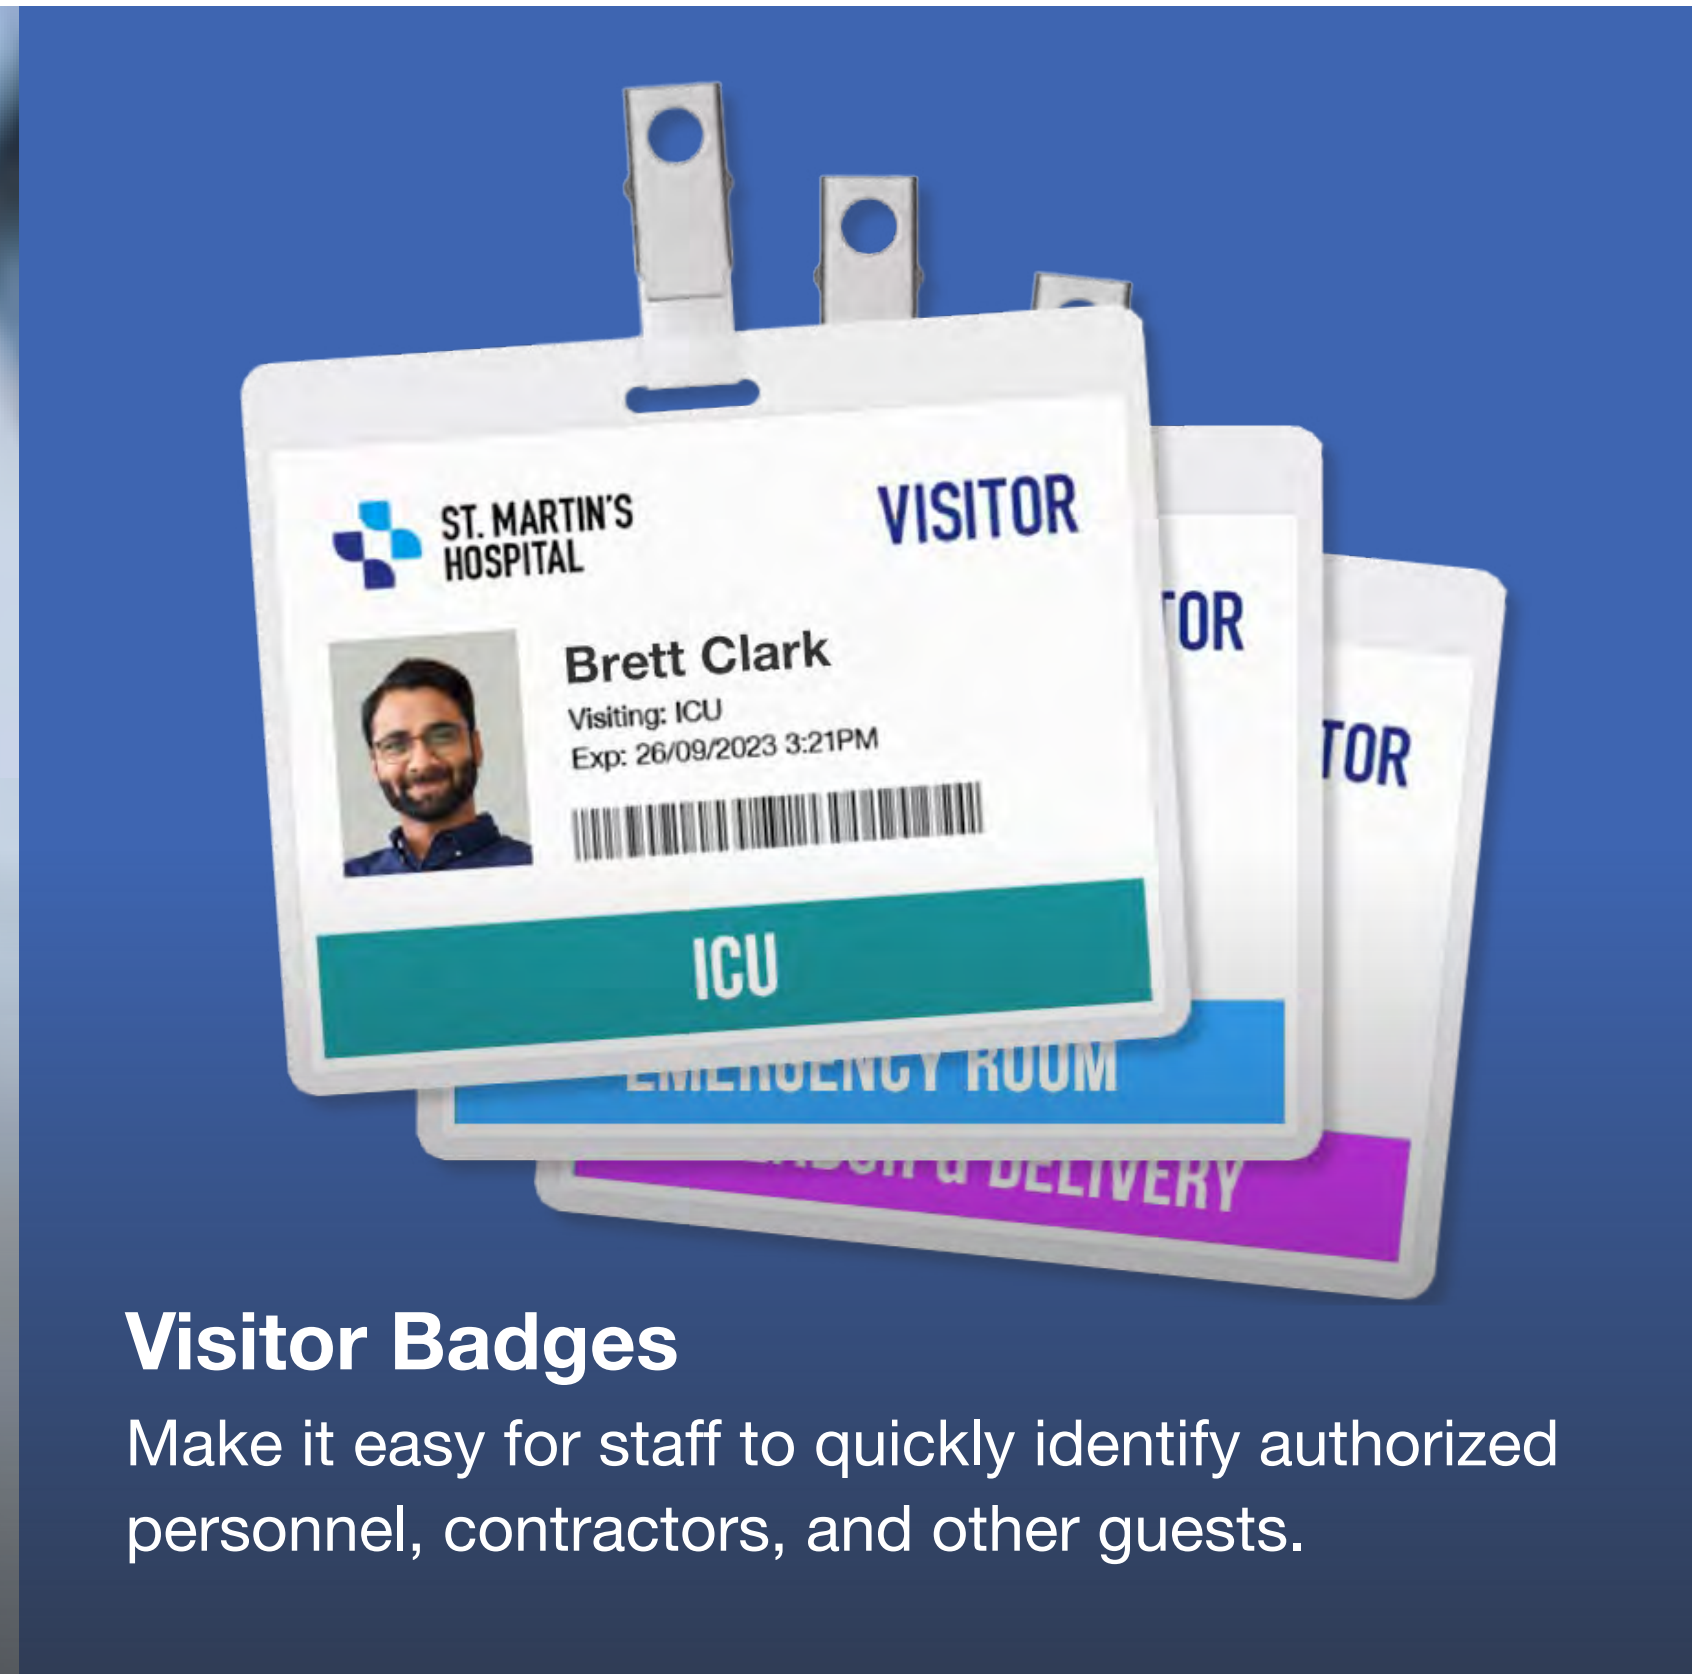 ST. MARTIN'S
HOSPITAL
VISITOR
Brett Clark
Visiting: ICU
Exp: 26/09/2023 3:21PM
ICU
TOR
EMERGENCY ROOM
TOR
LABOR & DELIVERY
Visitor Badges
Make it easy for staff to quickly identify authorized
personnel, contractors, and other guests.